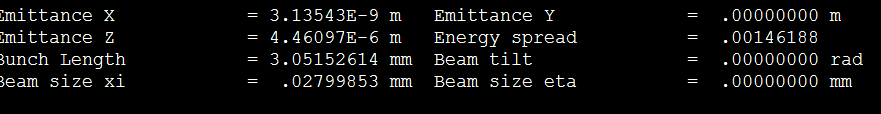 Emittance X            = 3.13543E-9 m  Emittance Y            =  .00000000 m
Emittance Z            = 4.46097E-6 m  Energy spread          =  .00146188
Bunch Length           = 3.05152614 mm  Beam tilt              =  .00000000 rad
Beam size xi           =  .02799853 mm  Beam size eta          =  .00000000 mm